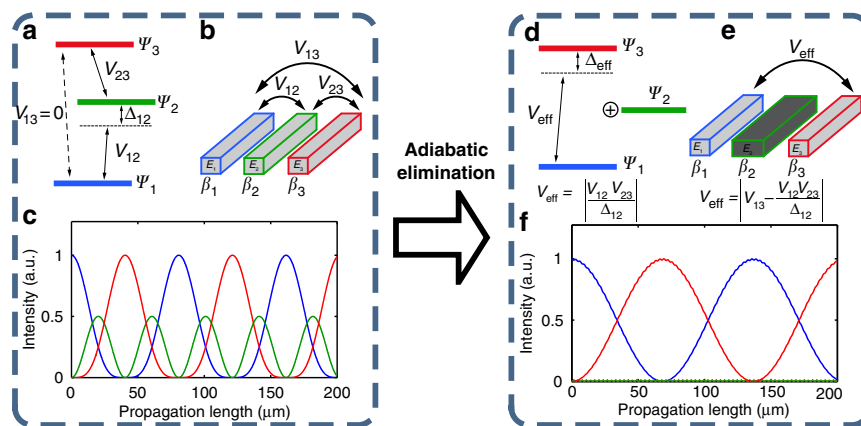 a
Ψ3
V23
V13=0
Ψ2
Δ12
V12
Ψ1
b
V13
V12 V23
E1 E2 E3
β1 β2 β3
c
Intensity (a.u.)
1
0.5
0
0 50 100 150 200
Propagation length (μm)
Adiabatic
elimination
d
Ψ3
Δeff
Veff
⊕ Ψ2
Ψ1
Veff = |V12 V23 / Δ12|
e
Veff
E1 E2 E3
β1 β2 β3
Veff = |V13 − V12V23 / Δ12|
f
Intensity (a.u.)
1
0.5
0
0 50 100 150 200
Propagation length (μm)